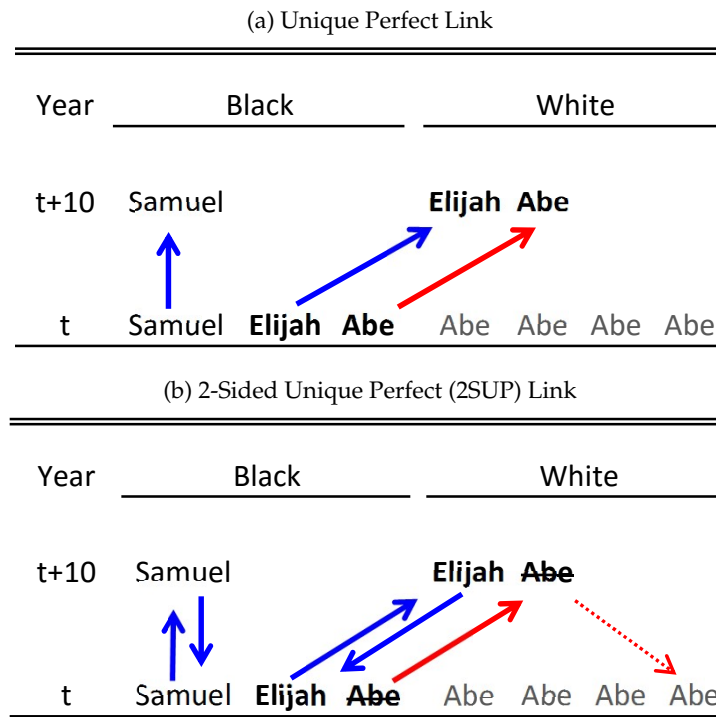 (a) Unique Perfect Link
Year Black White
t+10 Samuel Elijah Abe
t Samuel Elijah Abe Abe Abe Abe Abe
(b) 2-Sided Unique Perfect (2SUP) Link
Year Black White
t+10 Samuel Elijah Abe
t Samuel Elijah Abe Abe Abe Abe Abe